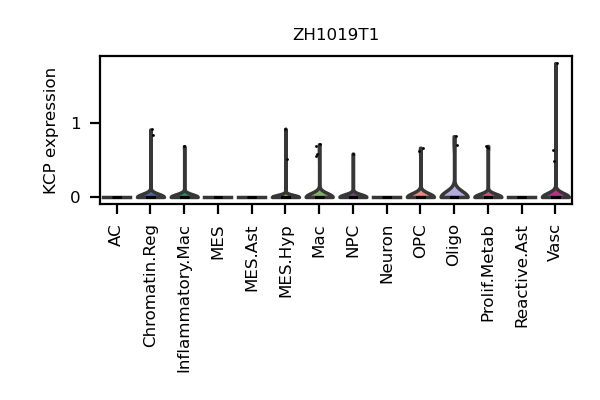 ZH1019T1
KCP expression
1
0
AC
Chromatin.Reg
Inflammatory.Mac
MES
MES.Ast
MES.Hyp
Mac
NPC
Neuron
OPC
Oligo
Prolif.Metab
Reactive.Ast
Vasc